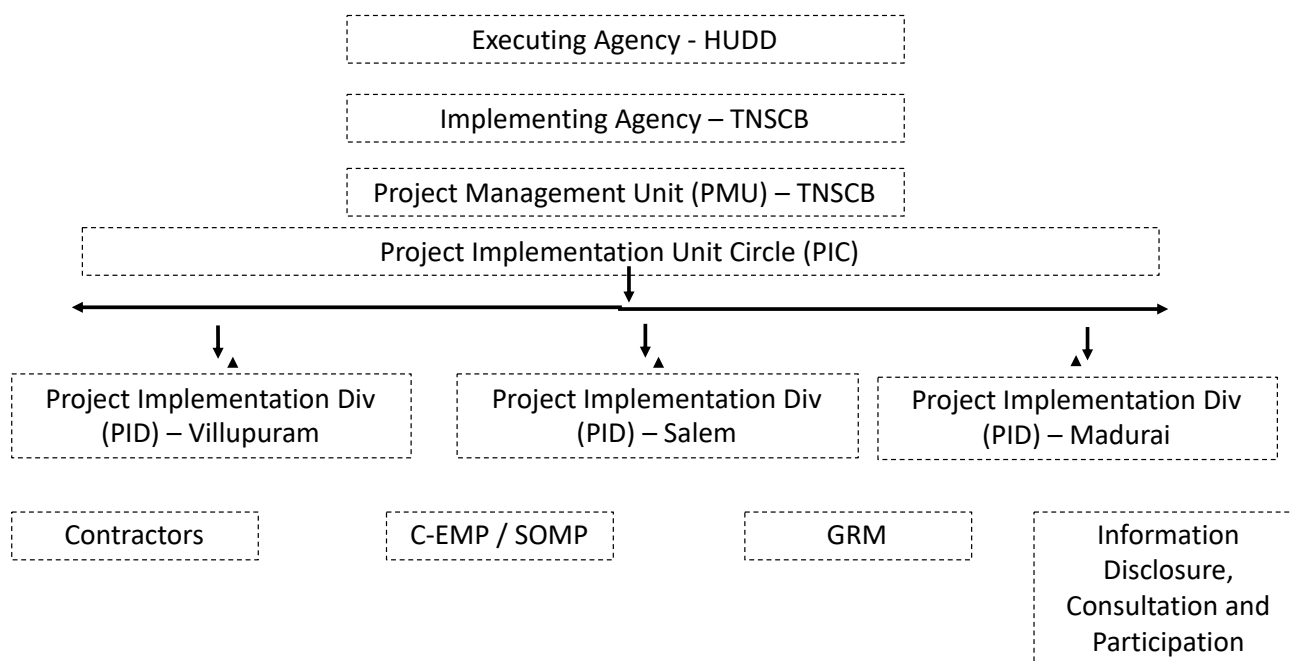 Executing Agency - HUDD
Implementing Agency – TNSCB
Project Management Unit (PMU) – TNSCB
Project Implementation Unit Circle (PIC)
Project Implementation Div
(PID) – Villupuram
Project Implementation Div
(PID) – Salem
Project Implementation Div
(PID) – Madurai
Contractors
C-EMP / SOMP
GRM
Information
Disclosure,
Consultation and
Participation